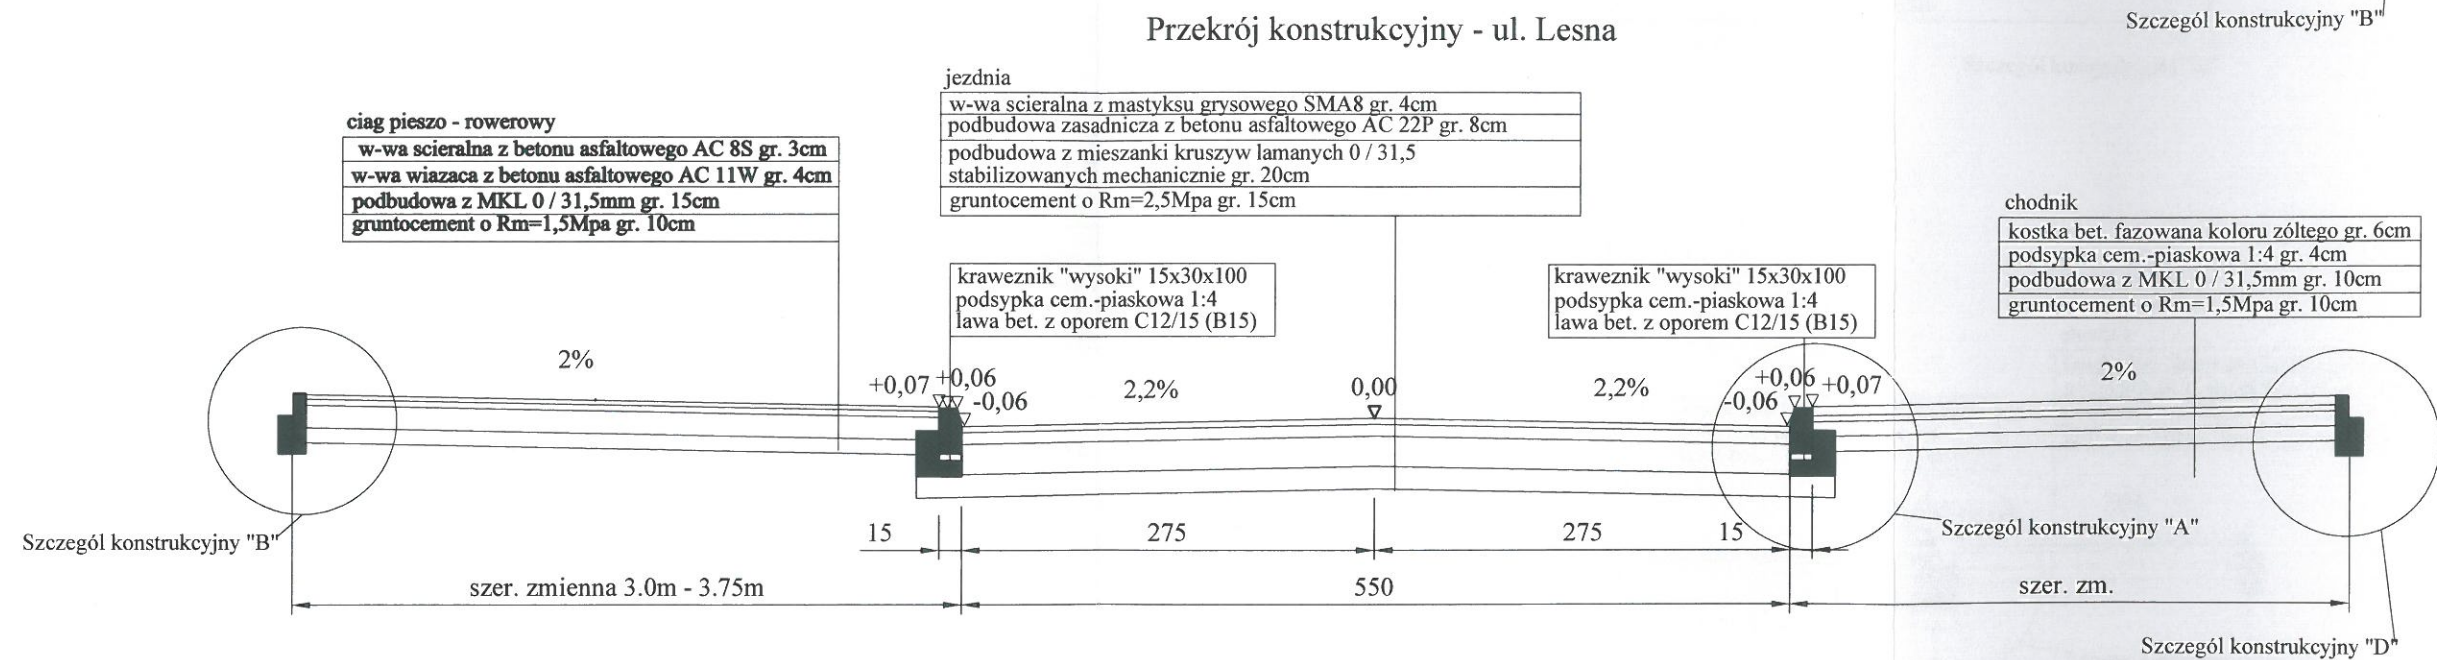 Przekrój konstrukcyjny - ul. Lesna
Szczegól konstrukcyjny "B"
ciag pieszo - rowerowy
w-wa scieralna z betonu asfaltowego AC 8S gr. 3cm
w-wa wiazaca z betonu asfaltowego AC 11W gr. 4cm
podbudowa z MKL 0 / 31,5mm gr. 15cm
gruntocement o Rm=1,5Mpa gr. 10cm
jezdnia
w-wa scieralna z mastyksu grysowego SMA8 gr. 4cm
podbudowa zasadnicza z betonu asfaltowego AC 22P gr. 8cm
podbudowa z mieszanki kruszyw lamanych 0 / 31,5
stabilizowanych mechanicznie gr. 20cm
gruntocement o Rm=2,5Mpa gr. 15cm
chodnik
kostka bet. fazowana koloru zóltego gr. 6cm
podsypka cem.-piaskowa 1:4 gr. 4cm
podbudowa z MKL 0 / 31,5mm gr. 10cm
gruntocement o Rm=1,5Mpa gr. 10cm
kraweznik "wysoki" 15x30x100
podsypka cem.-piaskowa 1:4
lawa bet. z oporem C12/15 (B15)
kraweznik "wysoki" 15x30x100
podsypka cem.-piaskowa 1:4
lawa bet. z oporem C12/15 (B15)
2%
+0,07
+0,06
-0,06
2,2%
0,00
2,2%
+0,06
-0,06
+0,07
2%
Szczegól konstrukcyjny "B"
15
275
275
15
Szczegól konstrukcyjny "A"
szer. zmienna 3.0m - 3.75m
550
szer. zm.
Szczegól konstrukcyjny "D"